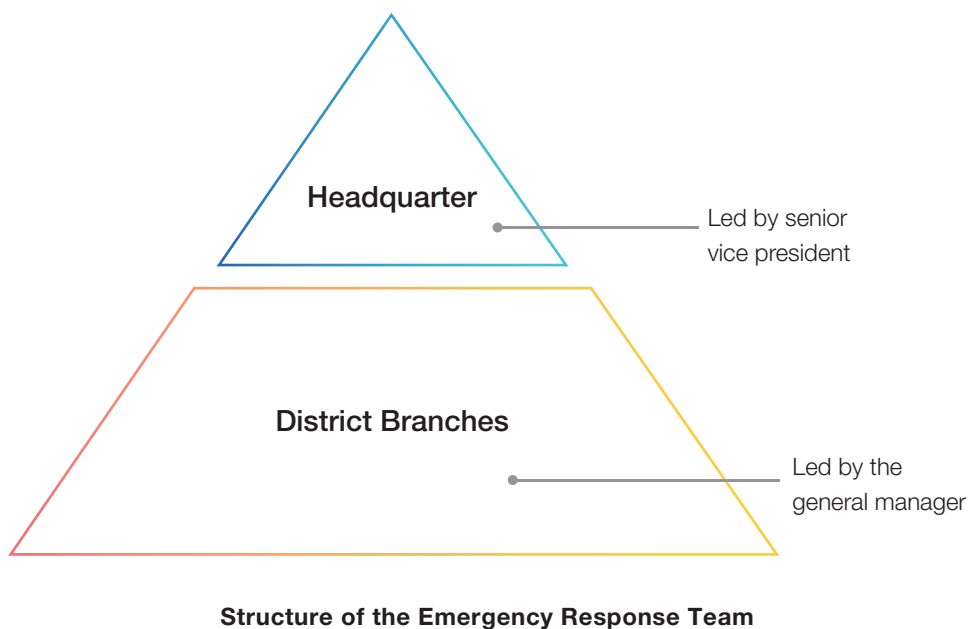 Headquarter
Led by senior
vice president
District Branches
Led by the
general manager
Structure of the Emergency Response Team